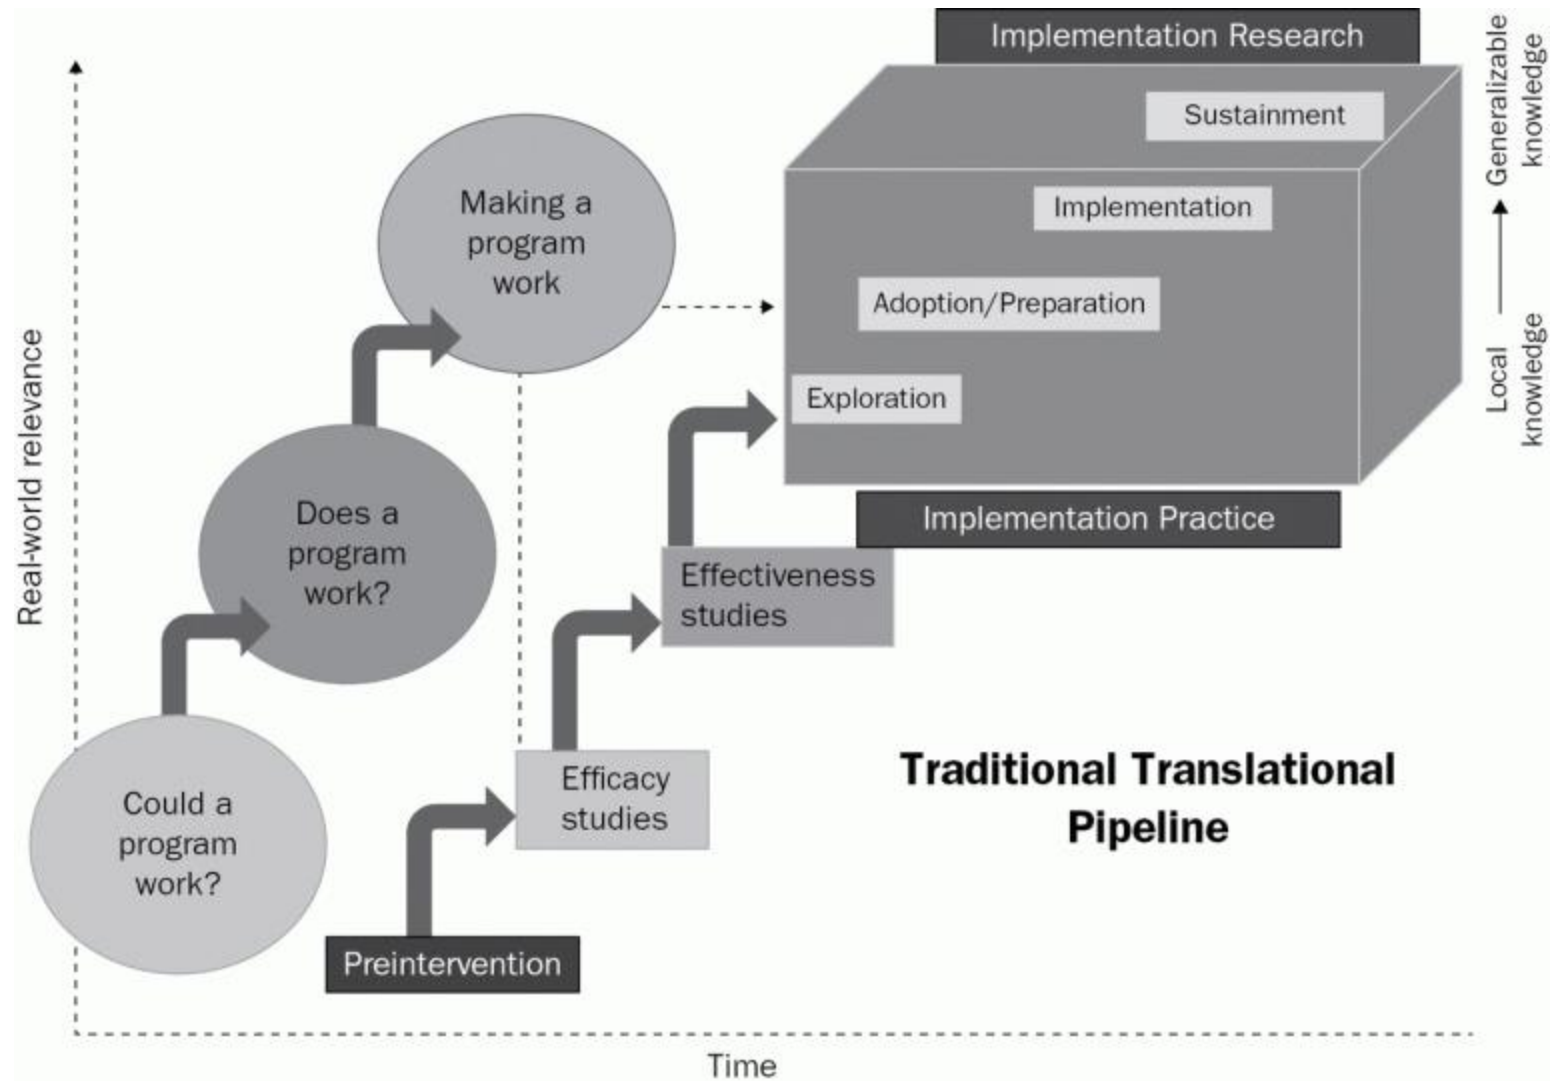 Implementation Research
Sustainment
Implementation
Adoption/Preparation
Exploration
Implementation Practice
Generalizable
knowledge
Local
knowledge
Making a
program
work
Does a
program
work?
Could a
program
work?
Effectiveness
studies
Efficacy
studies
Preintervention
Traditional Translational
Pipeline
Real-world relevance
Time